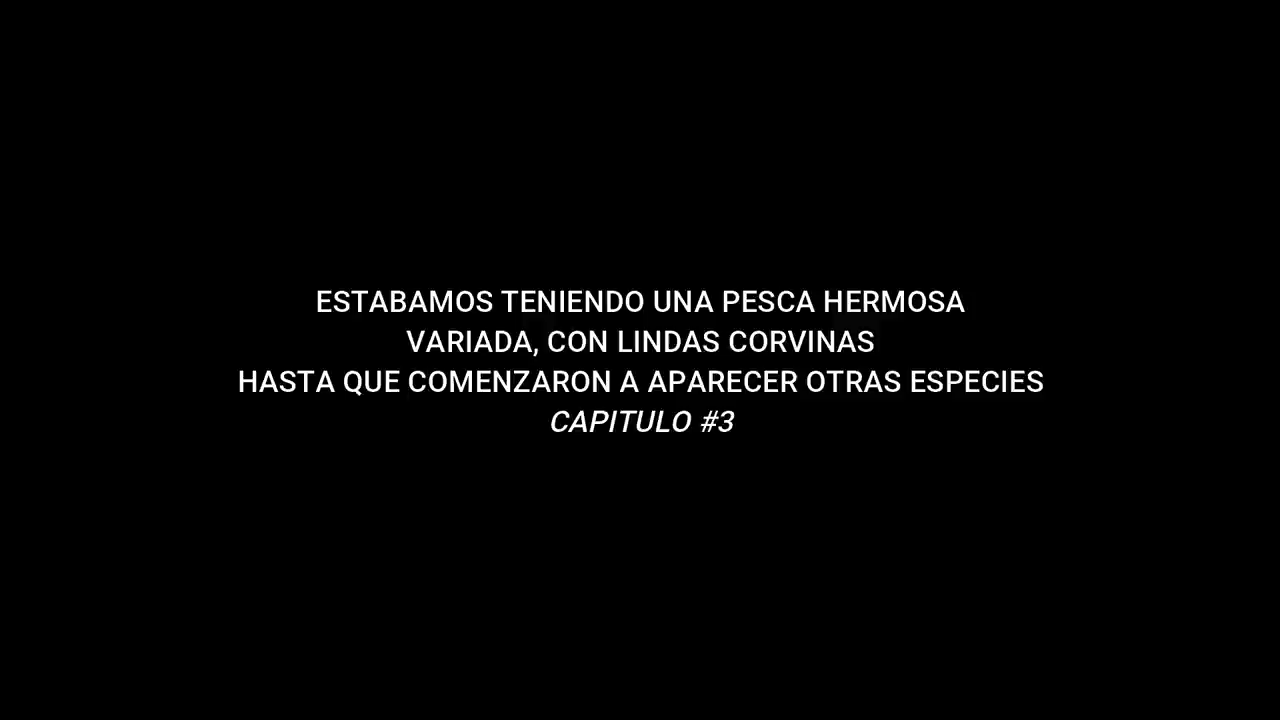 ESTABAMOS TENIENDO UNA PESCA HERMOSA
VARIADA, CON LINDAS CORVINAS
HASTA QUE COMENZARON A APARECER OTRAS ESPECIES
CAPITULO #3